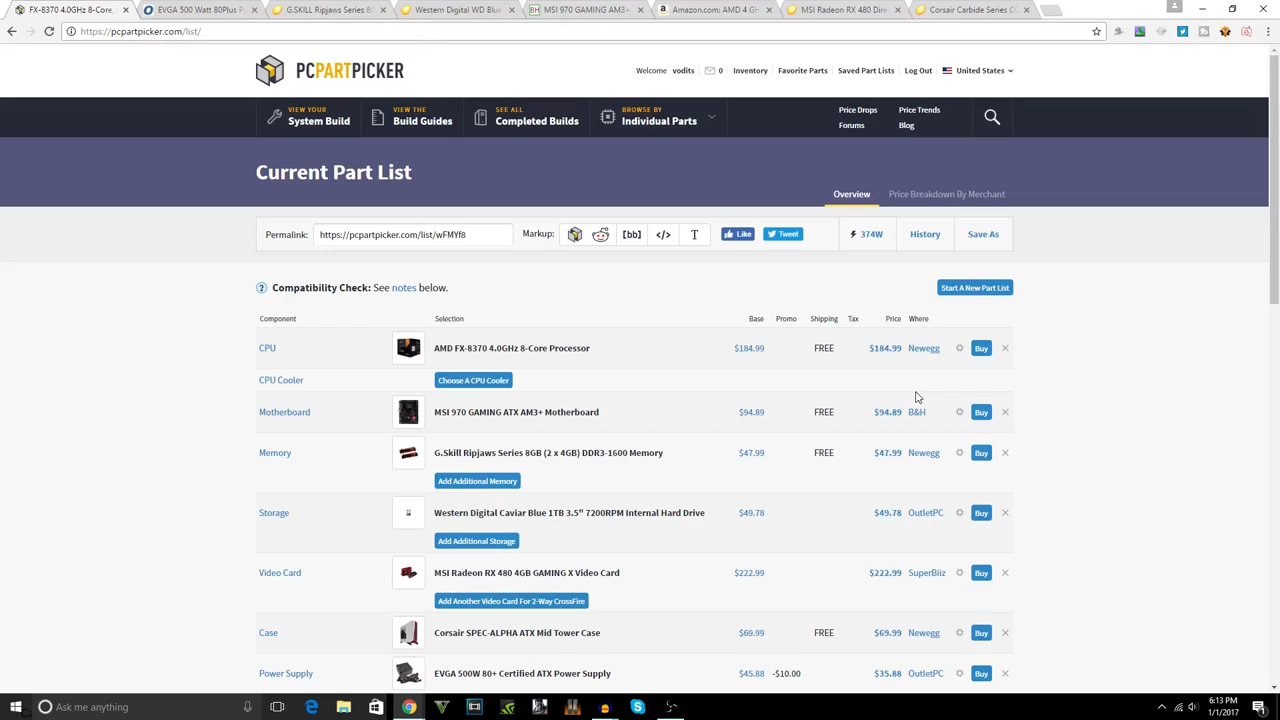 FX-8370 4.0GHz 8-Core,
EVGA 500 Watt 80Plus P
G.SKILL Ripjaws Series 8G
Western Digital WD Blue
MSI 970 GAMING AM3+
Amazon.com: AMD 4 GH
MSI Radeon RX 480 Direc
Corsair Carbide Series CC
https://pcpartpicker.com/list/
PCPARTPICKER
Welcome vodits 0 Inventory Favorite Parts Saved Part Lists Log Out United States
VIEW YOUR
System Build
VIEW THE
Build Guides
SEE ALL
Completed Builds
BROWSE BY
Individual Parts
Price Drops Price Trends
Forums Blog
Current Part List
Overview Price Breakdown By Merchant
Permalink: https://pcpartpicker.com/list/wFMYf8 Markup: [bb] </> T Like Tweet 374W History Save As
? Compatibility Check: See notes below. Start A New Part List
Component Selection Base Promo Shipping Tax Price Where
CPU AMD FX-8370 4.0GHz 8-Core Processor $184.99 FREE $184.99 Newegg Buy
CPU Cooler Choose A CPU Cooler
Motherboard MSI 970 GAMING ATX AM3+ Motherboard $94.89 FREE $94.89 B&H Buy
Memory G.Skill Ripjaws Series 8GB (2 x 4GB) DDR3-1600 Memory $47.99 FREE $47.99 Newegg Buy
Add Additional Memory
Storage Western Digital Caviar Blue 1TB 3.5" 7200RPM Internal Hard Drive $49.78 $49.78 OutletPC Buy
Add Additional Storage
Video Card MSI Radeon RX 480 4GB GAMING X Video Card $222.99 $222.99 SuperBiiz Buy
Add Another Video Card For 2-Way CrossFire
Case Corsair SPEC-ALPHA ATX Mid Tower Case $69.99 FREE $69.99 Newegg Buy
Power Supply EVGA 500W 80+ Certified ATX Power Supply $45.88 -$10.00 $35.88 OutletPC Buy
Ask me anything
6:13 PM
1/1/2017